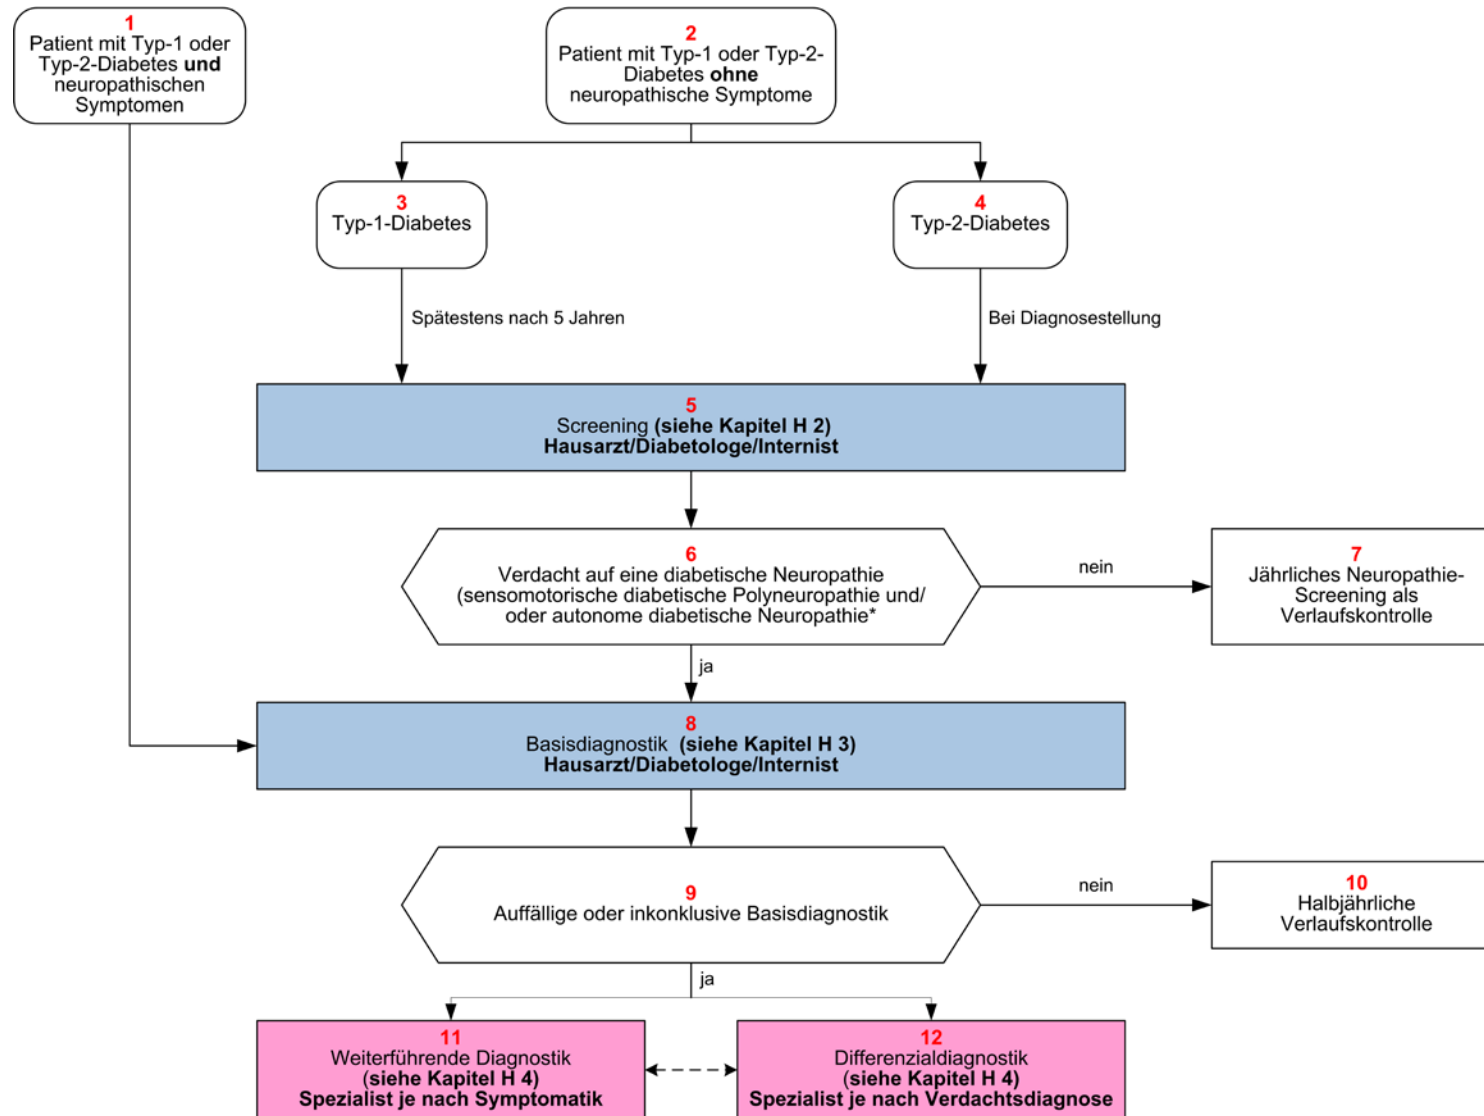 1
Patient mit Typ-1 oder
Typ-2-Diabetes und
neuropathischen
Symptomen
2
Patient mit Typ-1 oder Typ-2-
Diabetes ohne
neuropathische Symptome
3
Typ-1-Diabetes
4
Typ-2-Diabetes
Spätestens nach 5 Jahren
Bei Diagnosestellung
5
Screening (siehe Kapitel H 2)
Hausarzt/Diabetologe/Internist
6
Verdacht auf eine diabetische Neuropathie
(sensomotorische diabetische Polyneuropathie und/
oder autonome diabetische Neuropathie*
nein
7
Jährliches Neuropathie-
Screening als
Verlaufskontrolle
ja
8
Basisdiagnostik (siehe Kapitel H 3)
Hausarzt/Diabetologe/Internist
9
Auffällige oder inkonklusive Basisdiagnostik
nein
10
Halbjährliche
Verlaufskontrolle
ja
11
Weiterführende Diagnostik
(siehe Kapitel H 4)
Spezialist je nach Symptomatik
12
Differenzialdiagnostik
(siehe Kapitel H 4)
Spezialist je nach Verdachtsdiagnose